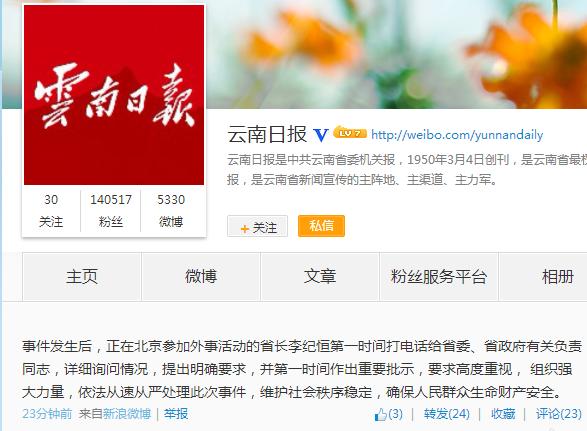 雲南日報
云南日报 V LV 7 http://weibo.com/yunnandaily
云南日报是中共云南省委机关报，1950年3月4日创刊，是云南省最
报，是云南省新闻宣传的主阵地、主渠道、主力军。
30 140517 5330
关注 粉丝 微博
+ 关注 私信
主页 微博 文章 粉丝服务平台 相册
事件发生后，正在北京参加外事活动的省长李纪恒第一时间打电话给省委、省政府有关负责
同志，详细询问情况，提出明确要求，并第一时间作出重要批示，要求高度重视， 组织强
大力量，依法从速从严处理此次事件，维护社会秩序稳定，确保人民群众生命财产安全。
23分钟前 来自新浪微博 | 举报 (3) | 转发(24) | 收藏 | 评论(23)